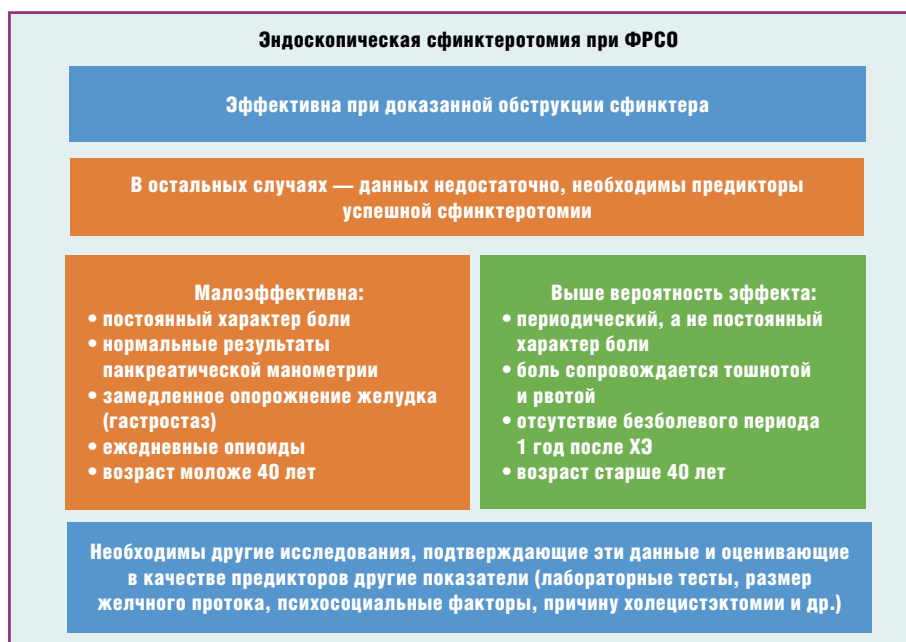 Эндоскопическая сфинктеротомия при ФРСО
Эффективна при доказанной обструкции сфинктера
В остальных случаях — данных недостаточно, необходимы предикторы
успешной сфинктеротомии
Малоэффективна:
• постоянный характер боли
• нормальные результаты
панкреатической манометрии
• замедленное опорожнение желудка
(гастростаз)
• ежедневные опиоиды
• возраст моложе 40 лет
Выше вероятность эффекта:
• периодический, а не постоянный
характер боли
• боль сопровождается тошнотой
и рвотой
• отсутствие безболевого периода
1 год после ХЭ
• возраст старше 40 лет
Необходимы другие исследования, подтверждающие эти данные и оценивающие
в качестве предикторов другие показатели (лабораторные тесты, размер
желчного протока, психосоциальные факторы, причину холецистэктомии и др.)